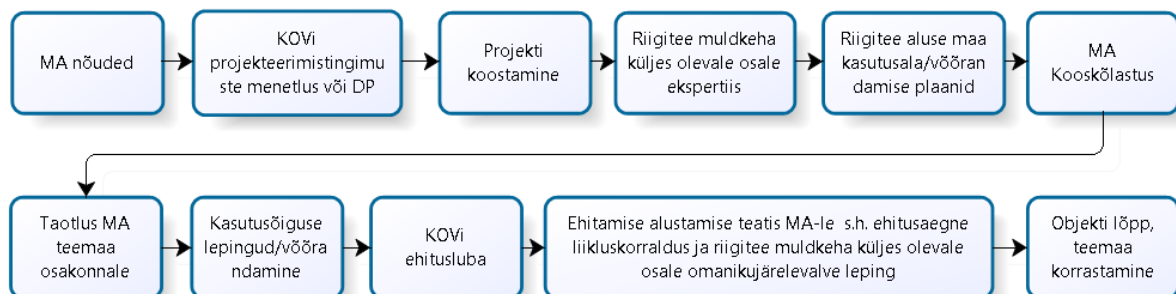 MA nõuded
KOVi
projekteerimistingimu
ste menetlus või DP
Projekti
koostamine
Riigitee muldkeha
küljes olevale osale
ekspertiis
Riigitee aluse maa
kasutusala/võõran
damise plaanid
MA
Kooskõlastus
Taotlus MA
teemaa
osakonnale
Kasutusõiguse
lepingud/võõra
ndamine
KOVi
ehitusluba
Ehitamise alustamise teatis MA-le s.h. ehitusaegne
liikluskorraldus ja riigitee muldkeha küljes olevale
osale omanikujärelevalve leping
Objekti lõpp,
teemaa
korrastamine